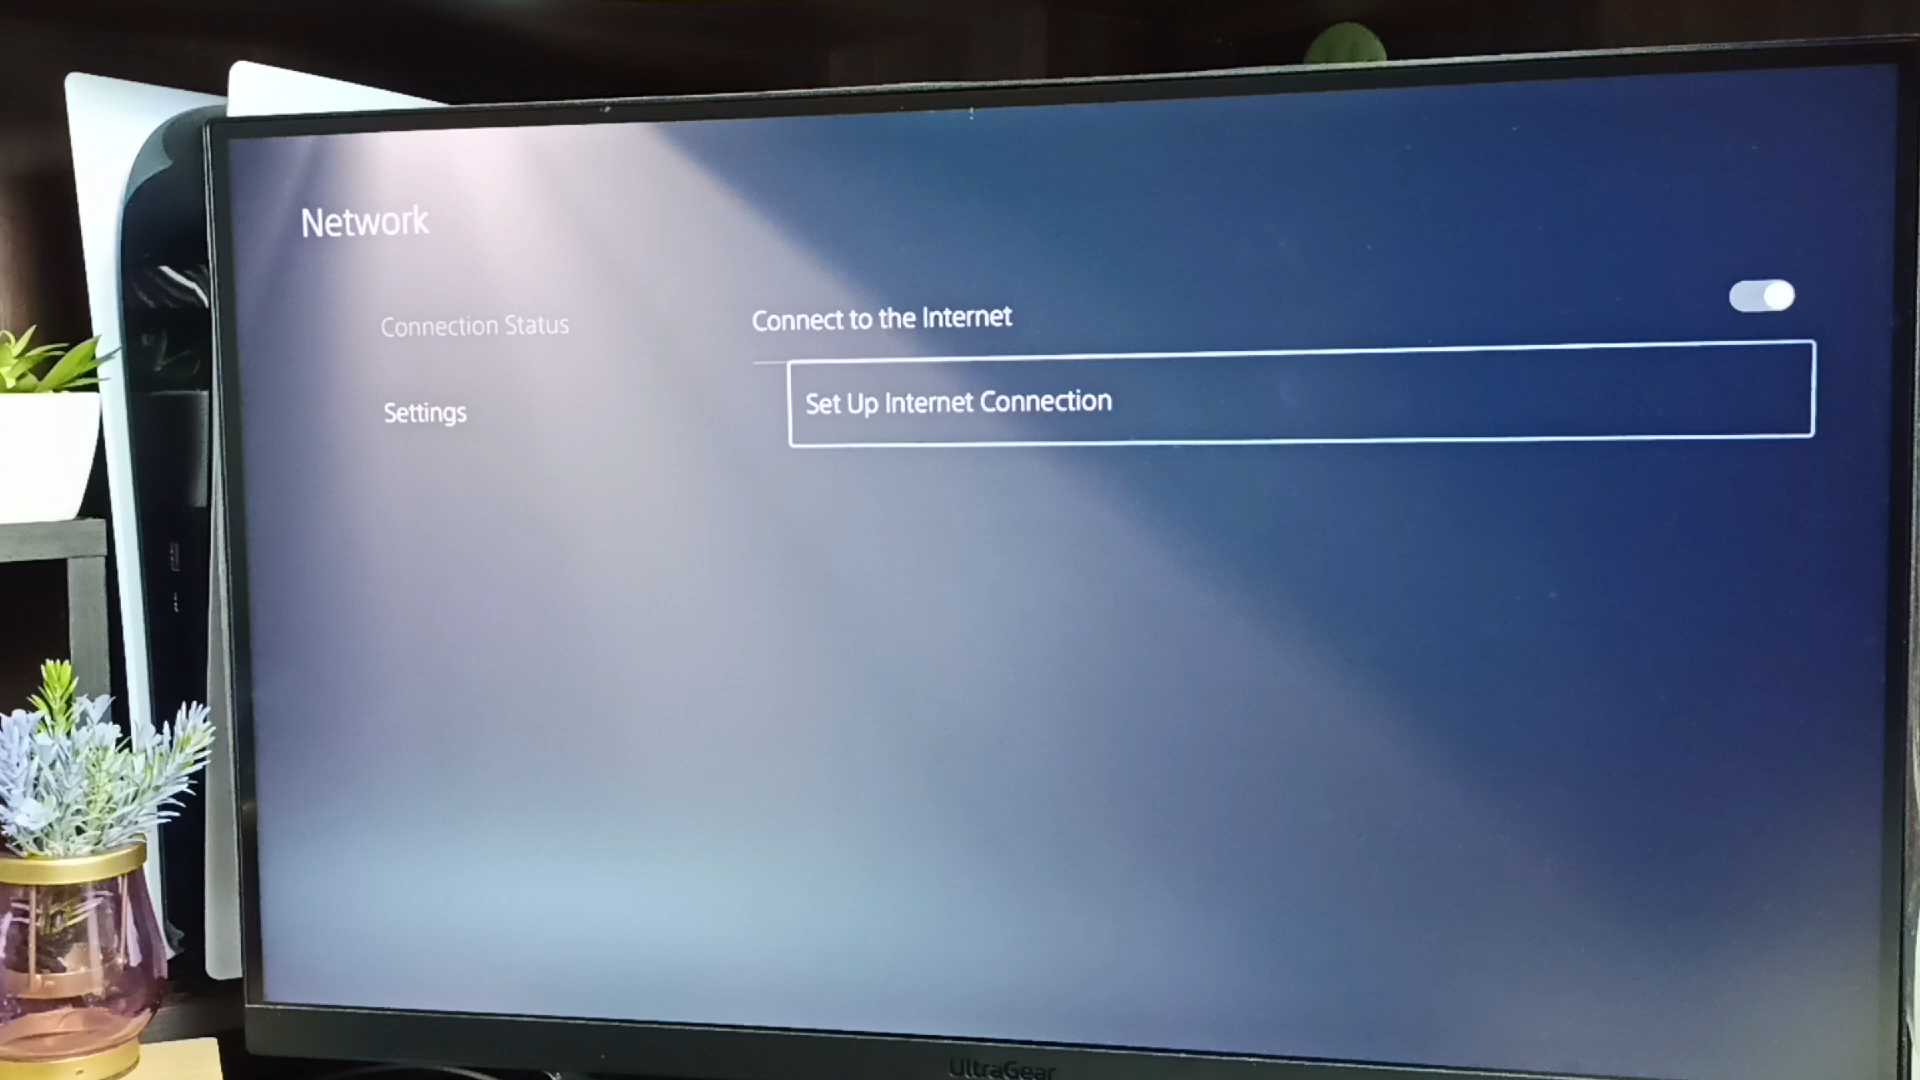 Network
Connection Status
Settings
Connect to the Internet
Set Up Internet Connection
UltraGear